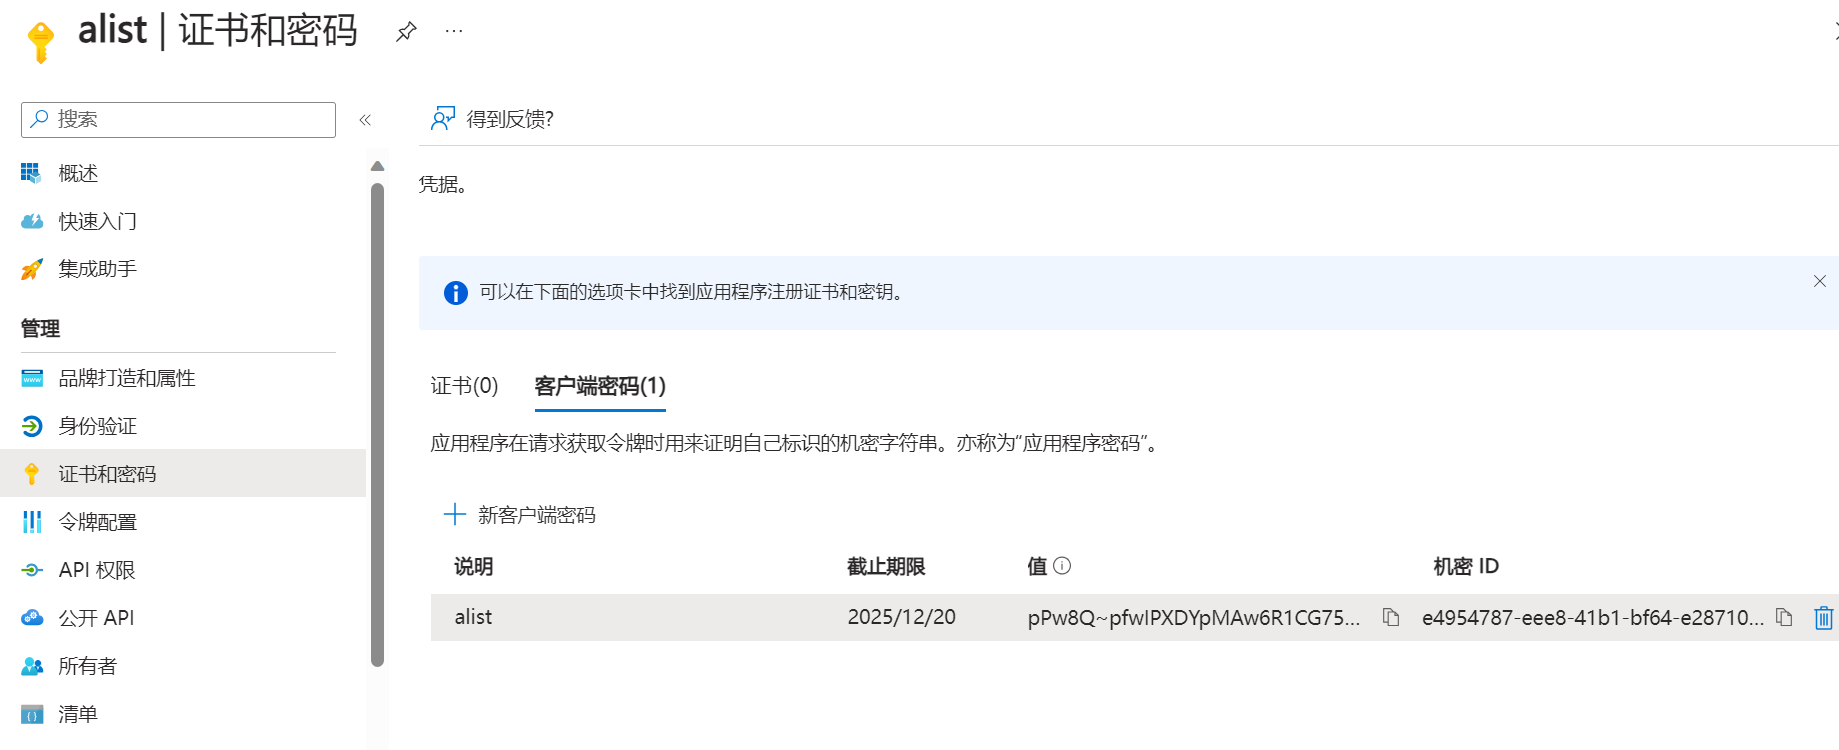 alist | 证书和密码
...
搜索
«
得到反馈?
概述
快速入门
集成助手
管理
品牌打造和属性
身份验证
证书和密码
令牌配置
API 权限
公开 API
所有者
清单
凭据。
可以在下面的选项卡中找到应用程序注册证书和密钥。
证书(0) 客户端密码(1)
应用程序在请求获取令牌时用来证明自己标识的机密字符串。亦称为“应用程序密码”。
新客户端密码
说明 截止期限 值 机密 ID
alist 2025/12/20 pPw8Q~pfwIPXDYpMAw6R1CG75... e4954787-eee8-41b1-bf64-e28710...